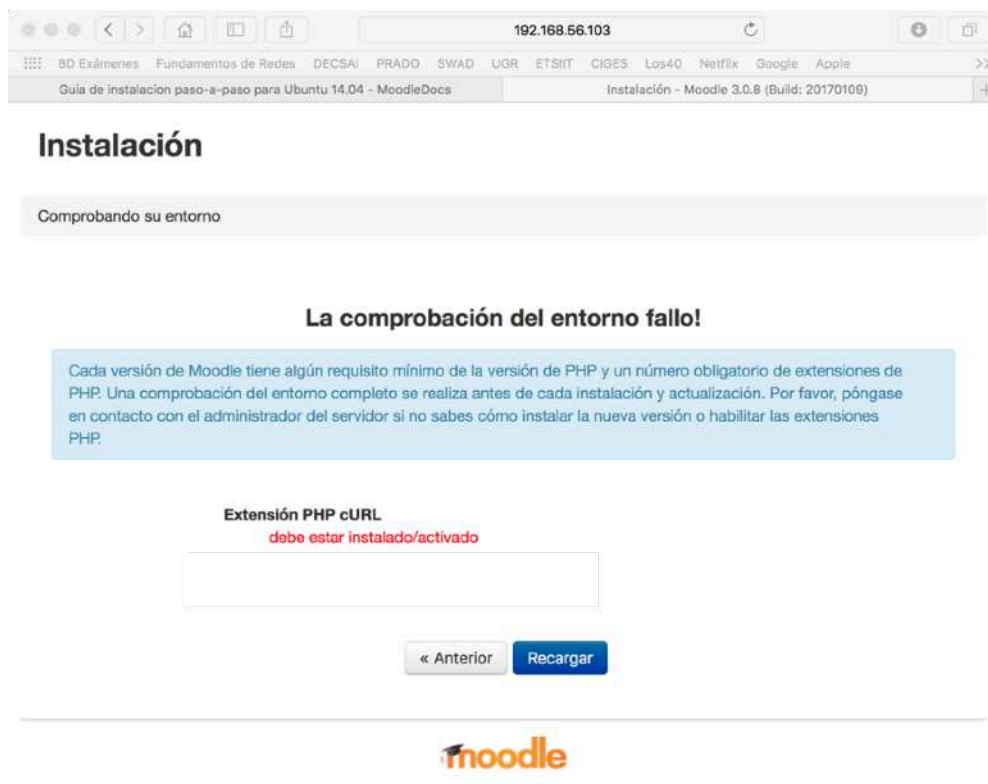 192.168.56.103
BD Exámenes Fundamentos de Redes DECSAI PRADO SWAD UGR ETSIIT CIGES Los40 Netflix Google Apple
Guia de instalacion paso-a-paso para Ubuntu 14.04 - MoodleDocs Instalación - Moodle 3.0.8 (Build: 20170109)
Instalación
Comprobando su entorno
La comprobación del entorno fallo!
Cada versión de Moodle tiene algún requisito mínimo de la versión de PHP y un número obligatorio de extensiones de
PHP. Una comprobación del entorno completo se realiza antes de cada instalación y actualización. Por favor, póngase
en contacto con el administrador del servidor si no sabes cómo instalar la nueva versión o habilitar las extensiones
PHP.
Extensión PHP cURL
debe estar instalado/activado
« Anterior Recargar
moodle